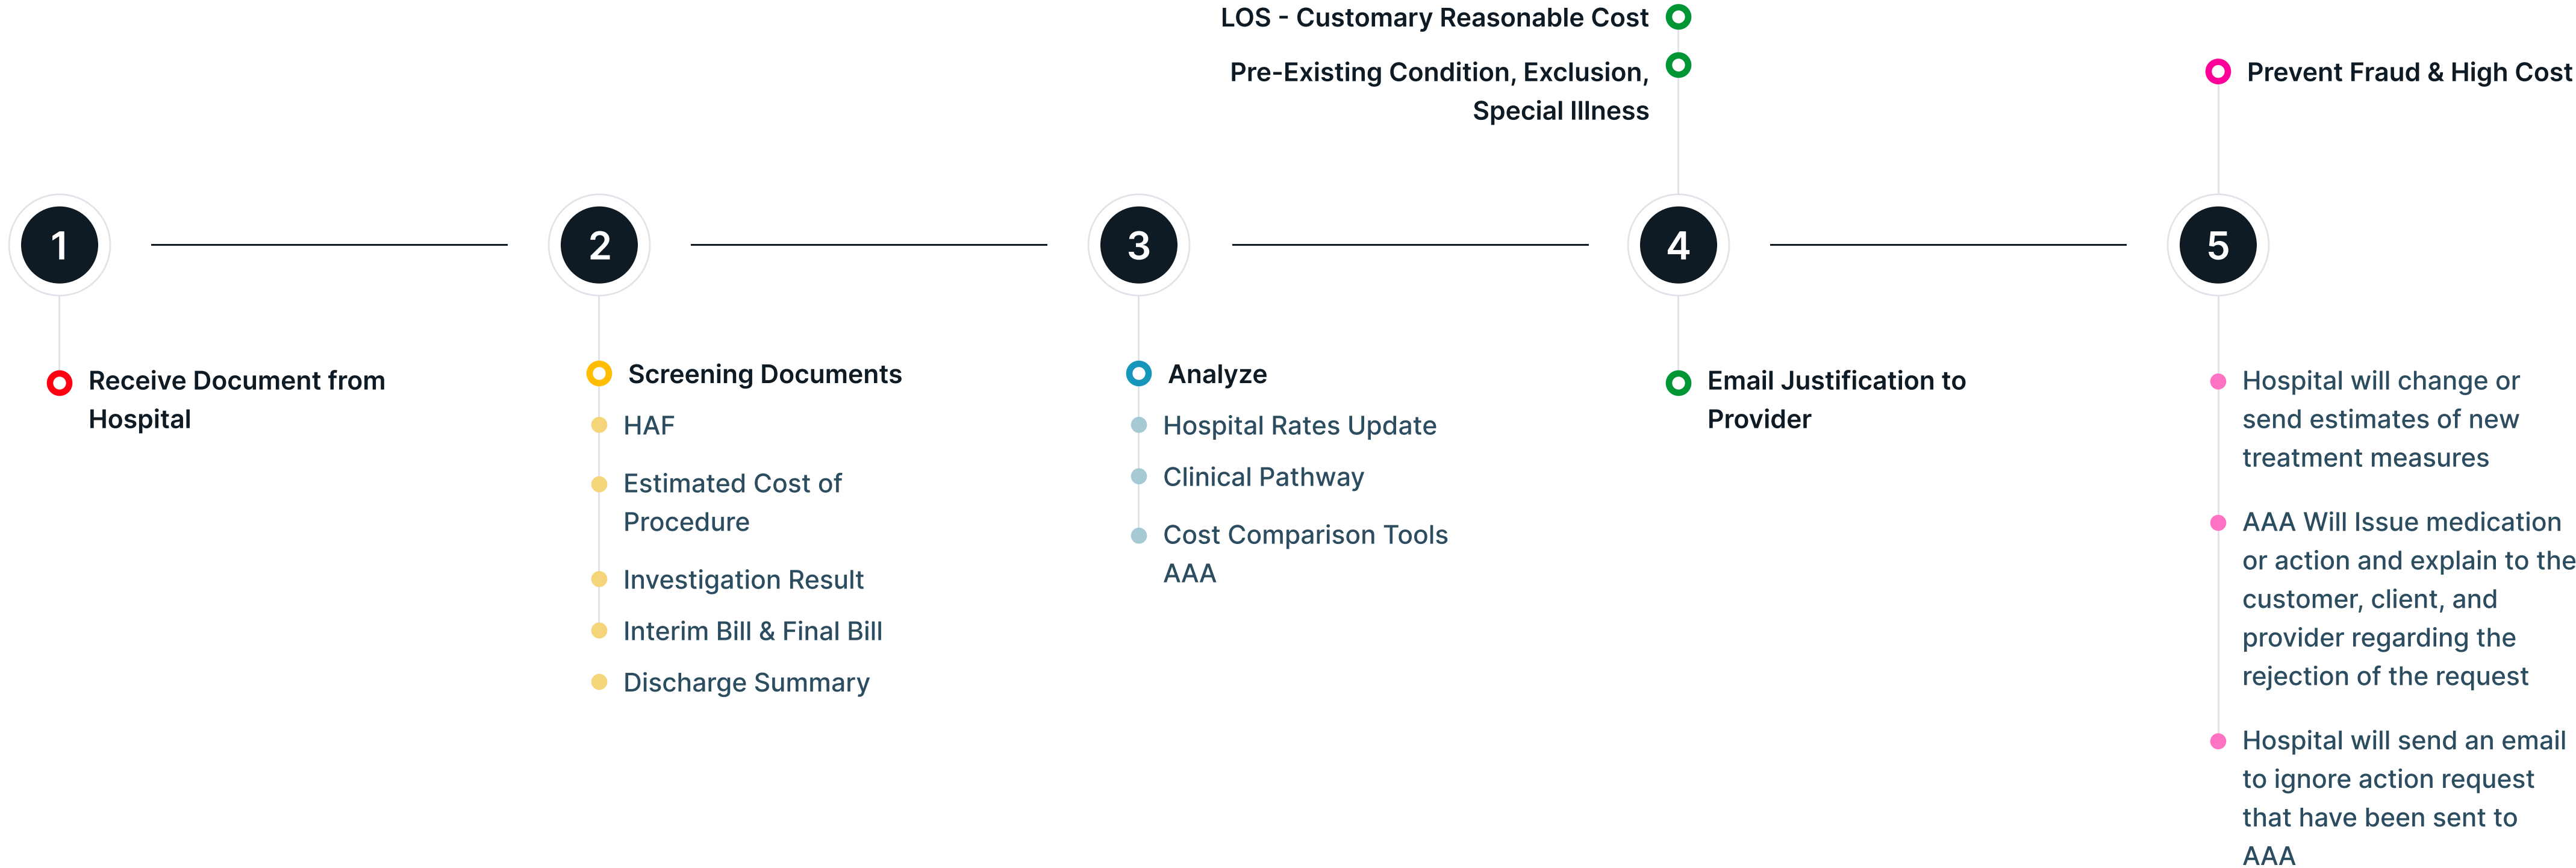 LOS - Customary Reasonable Cost
Pre-Existing Condition, Exclusion,
Special Illness
Prevent Fraud & High Cost
1
2
3
4
5
Receive Document from
Hospital
Screening Documents
HAF
Estimated Cost of
Procedure
Investigation Result
Interim Bill & Final Bill
Discharge Summary
Analyze
Hospital Rates Update
Clinical Pathway
Cost Comparison Tools
AAA
Email Justification to
Provider
Hospital will change or
send estimates of new
treatment measures
AAA Will Issue medication
or action and explain to the
customer, client, and
provider regarding the
rejection of the request
Hospital will send an email
to ignore action request
that have been sent to
AAA